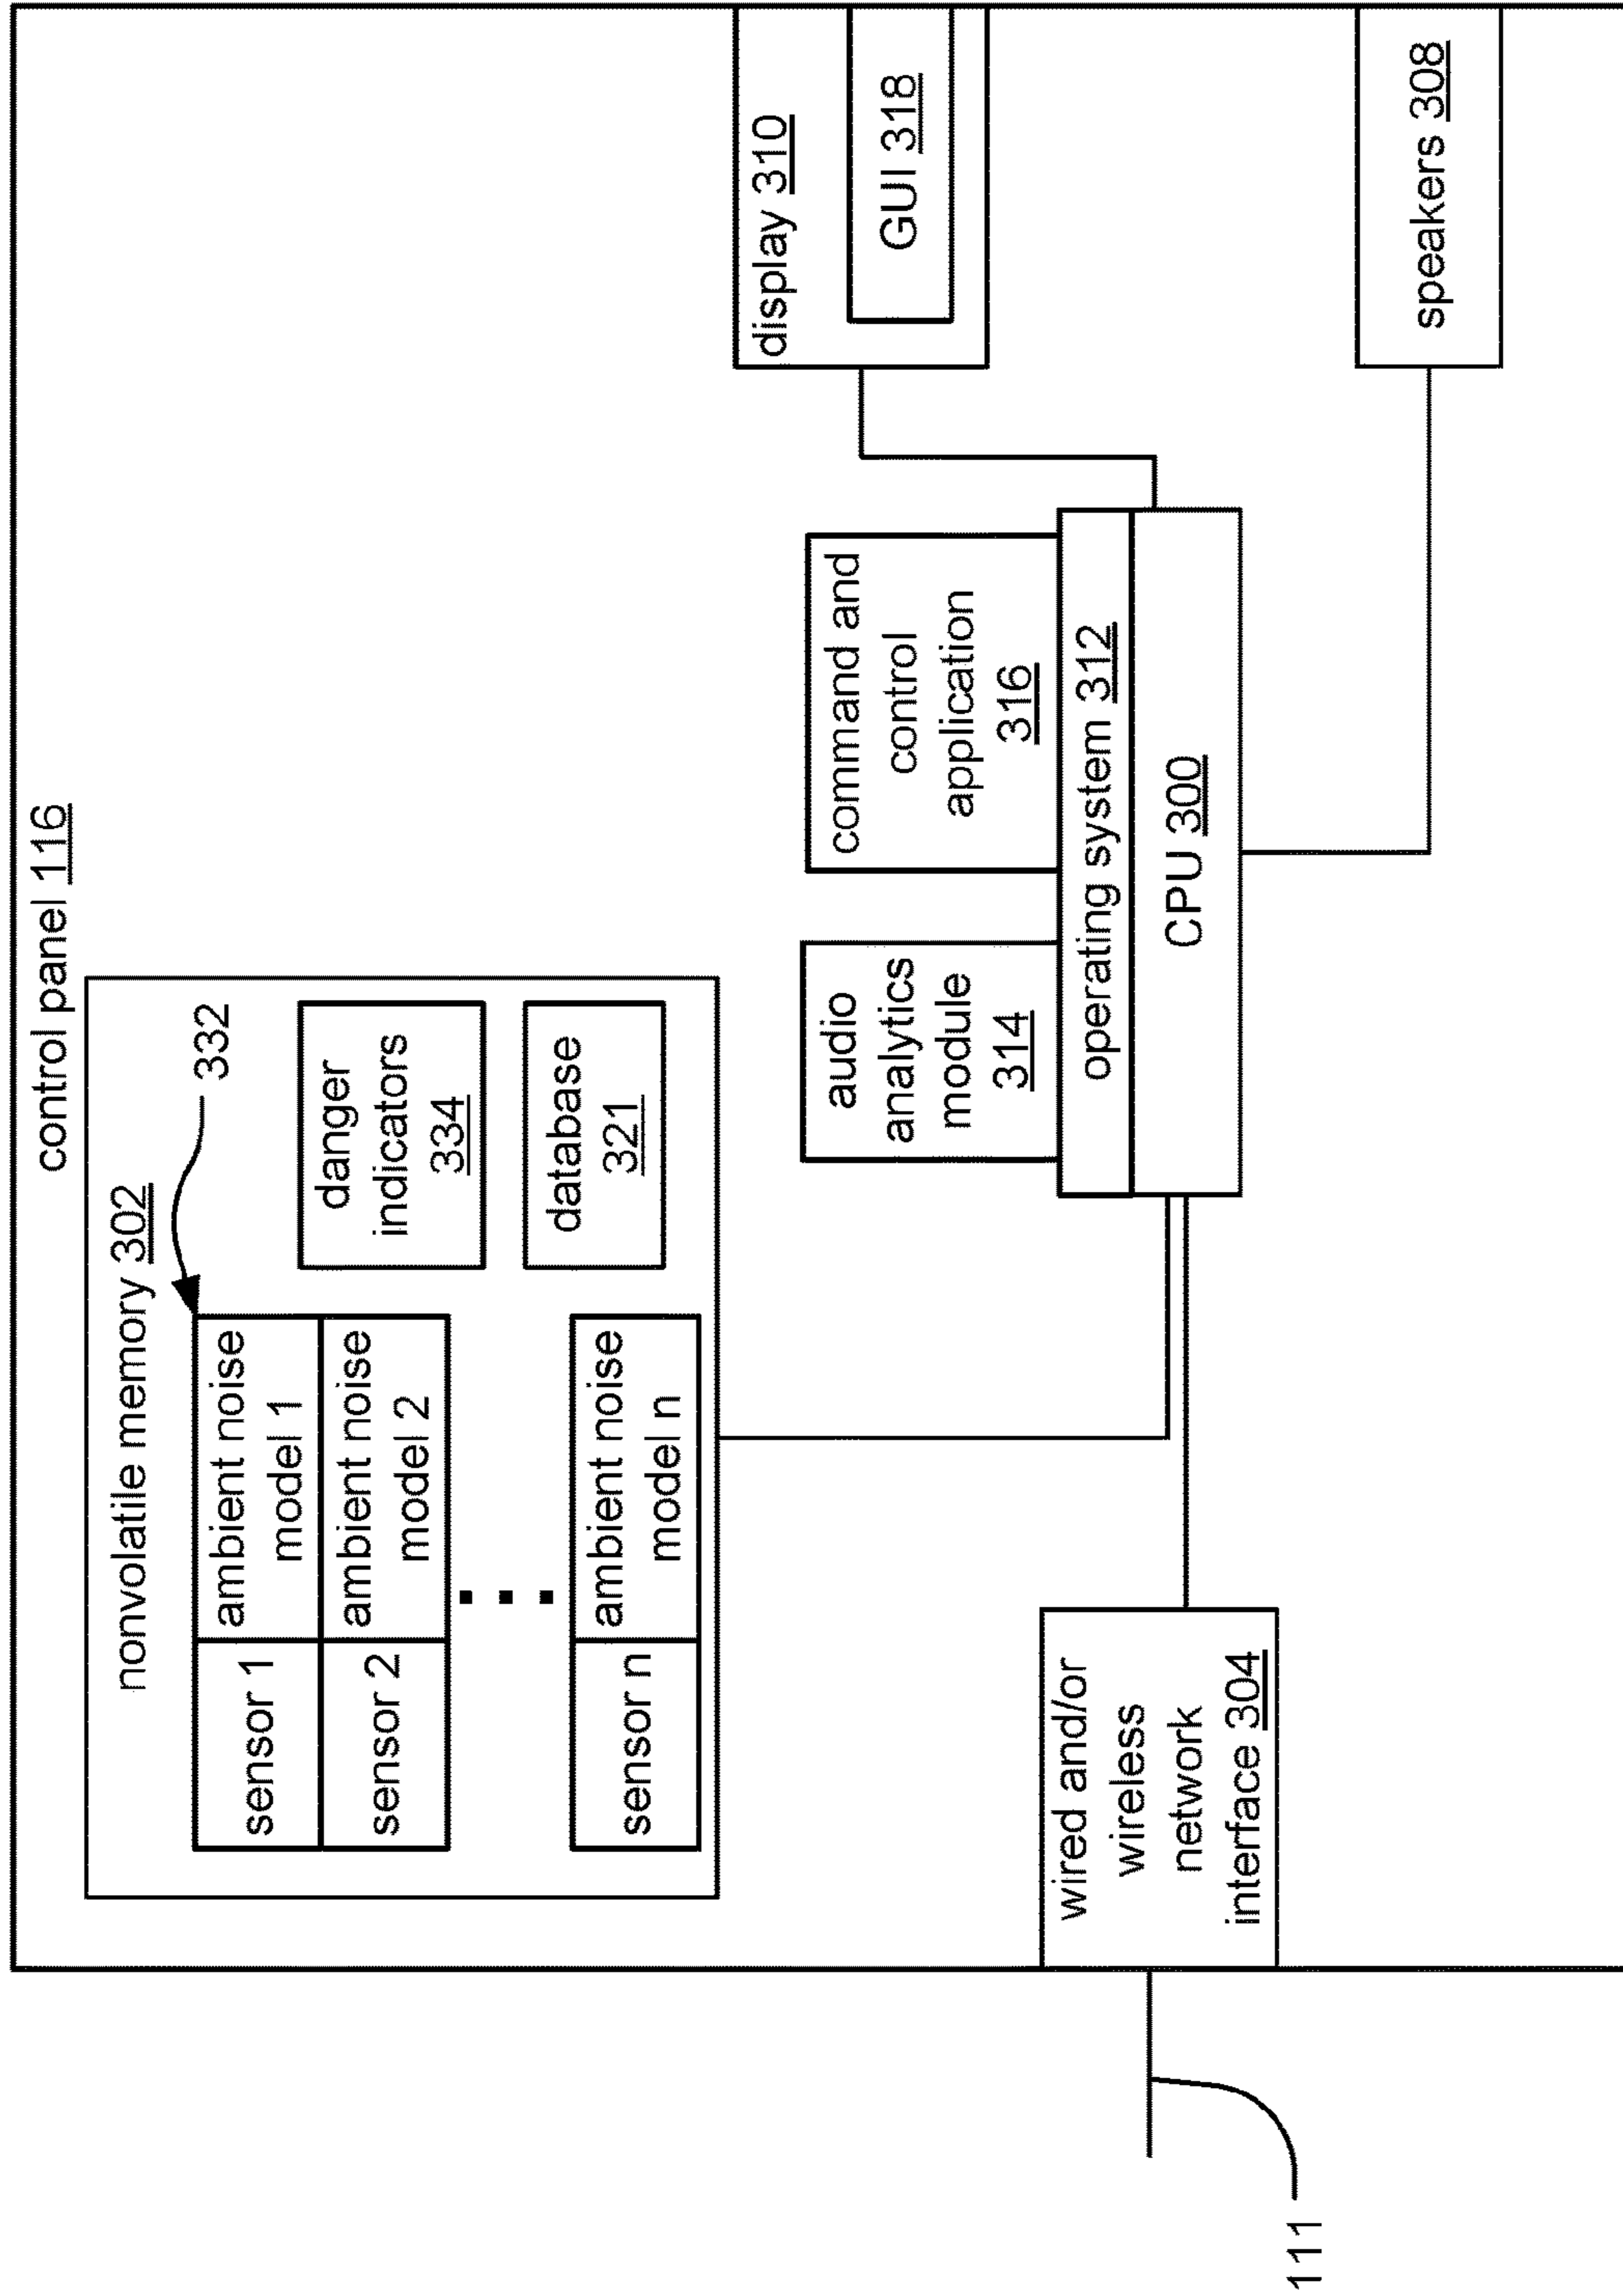 control panel 116
nonvolatile memory 302
332
sensor 1
ambient noise
model 1
sensor 2
ambient noise
model 2
sensor n
ambient noise
model n
danger
indicators
334
database
321
audio
analytics
module
314
command and
control
application
316
operating system 312
CPU 300
display 310
GUI 318
speakers 308
wired and/or
wireless
network
interface 304
111